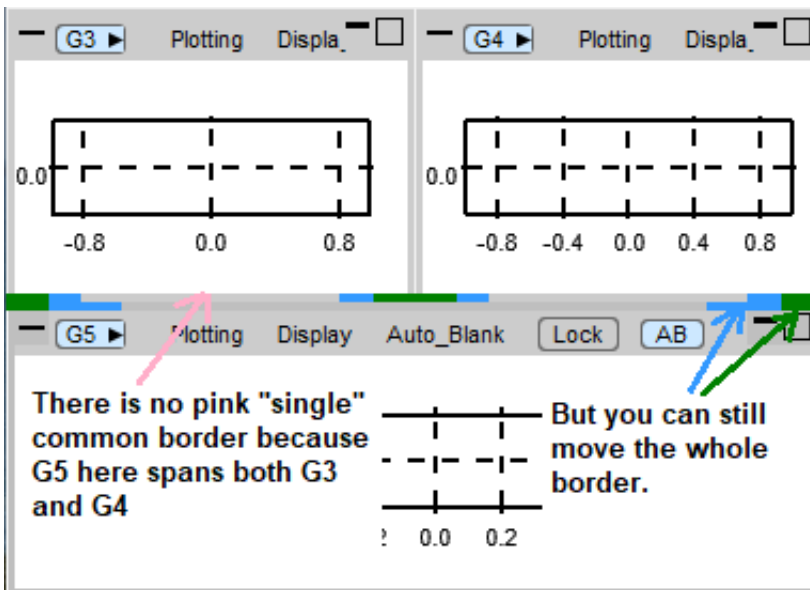 G3 Plotting Displa
G4 Plotting Displa
0.0
-0.8 0.0 0.8
0.0
-0.8 -0.4 0.0 0.4 0.8
G5 Plotting Display Auto_Blank Lock AB
There is no pink "single"
common border because
G5 here spans both G3
and G4
But you can still
move the whole
border.
0.0 0.2